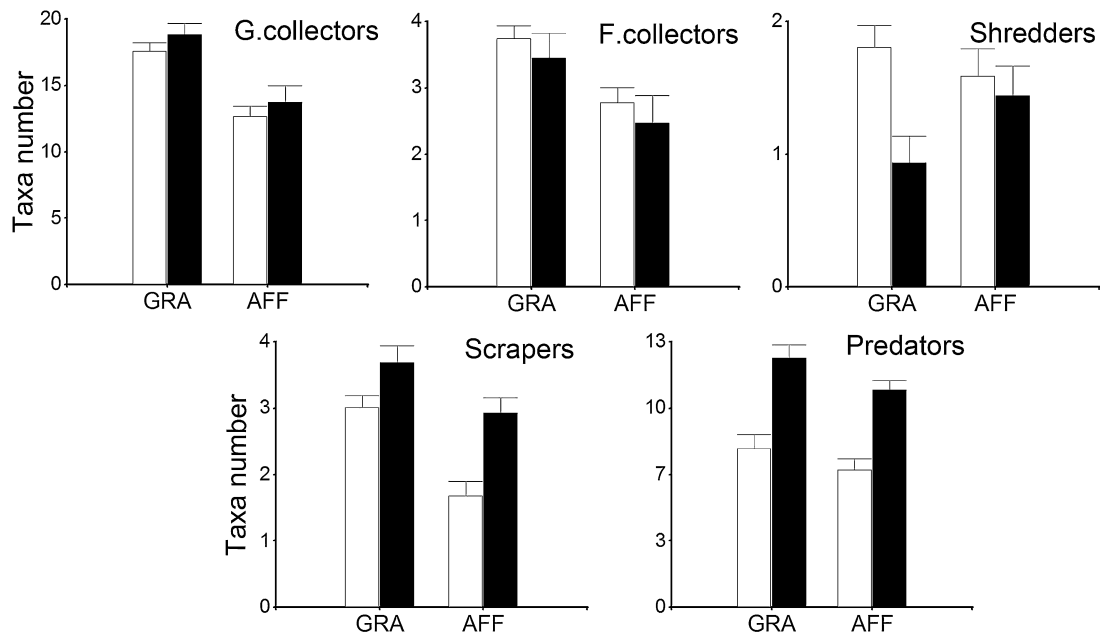 G.collectors
Taxa number
20
15
10
5
0
GRA AFF
F.collectors
4
3
2
1
0
GRA AFF
Shredders
2
1
0
GRA AFF
Scrapers
Taxa number
4
3
2
1
0
GRA AFF
Predators
13
10
7
3
0
GRA AFF